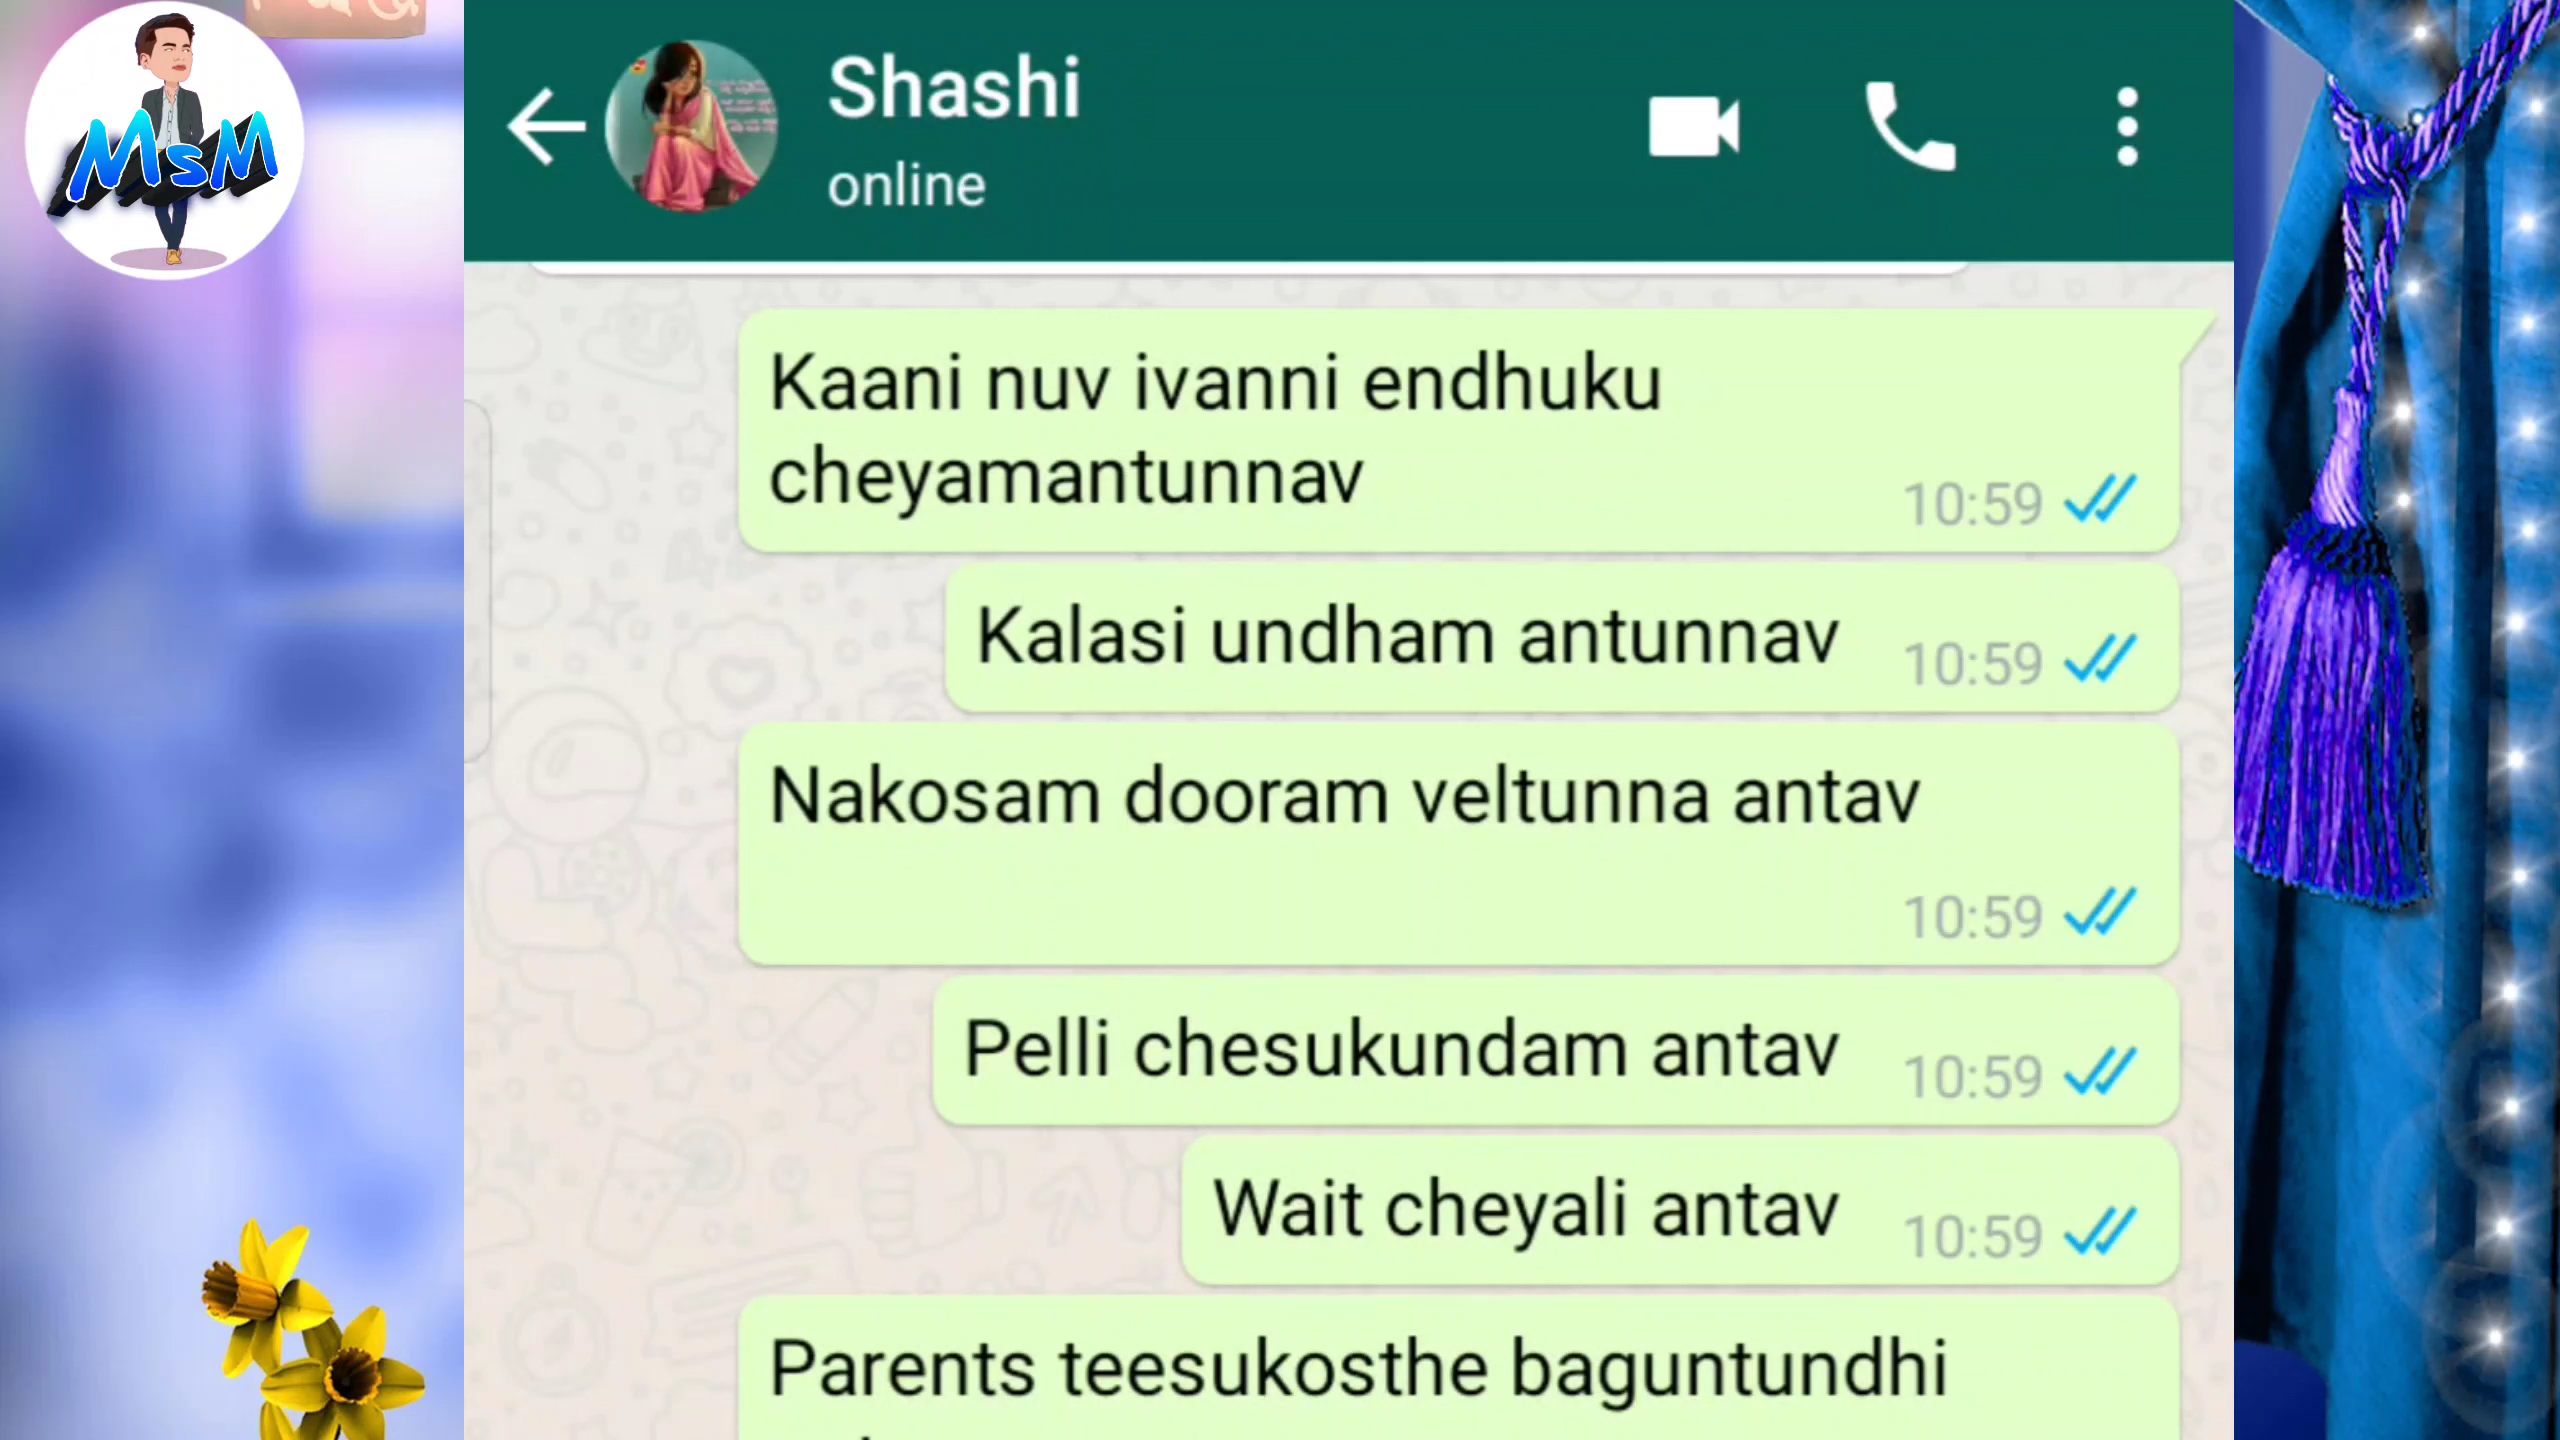 MsM
Shashi
online
Kaani nuv ivanni endhuku
cheyamantunnav
10:59
Kalasi undham antunnav 10:59
Nakosam dooram veltunna antav
10:59
Pelli chesukundam antav 10:59
Wait cheyali antav 10:59
Parents teesukosthe baguntundhi